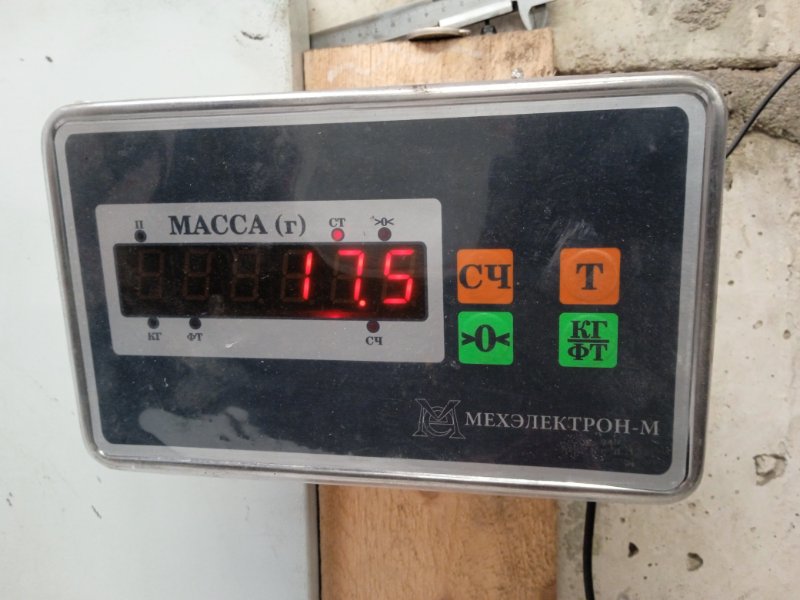 П
МАССА (г)
СТ
>0<
17.5
КГ
ФТ
СЧ
СЧ
Т
>0<
КГ
ФТ
МЕХЭЛЕКТРОН-М